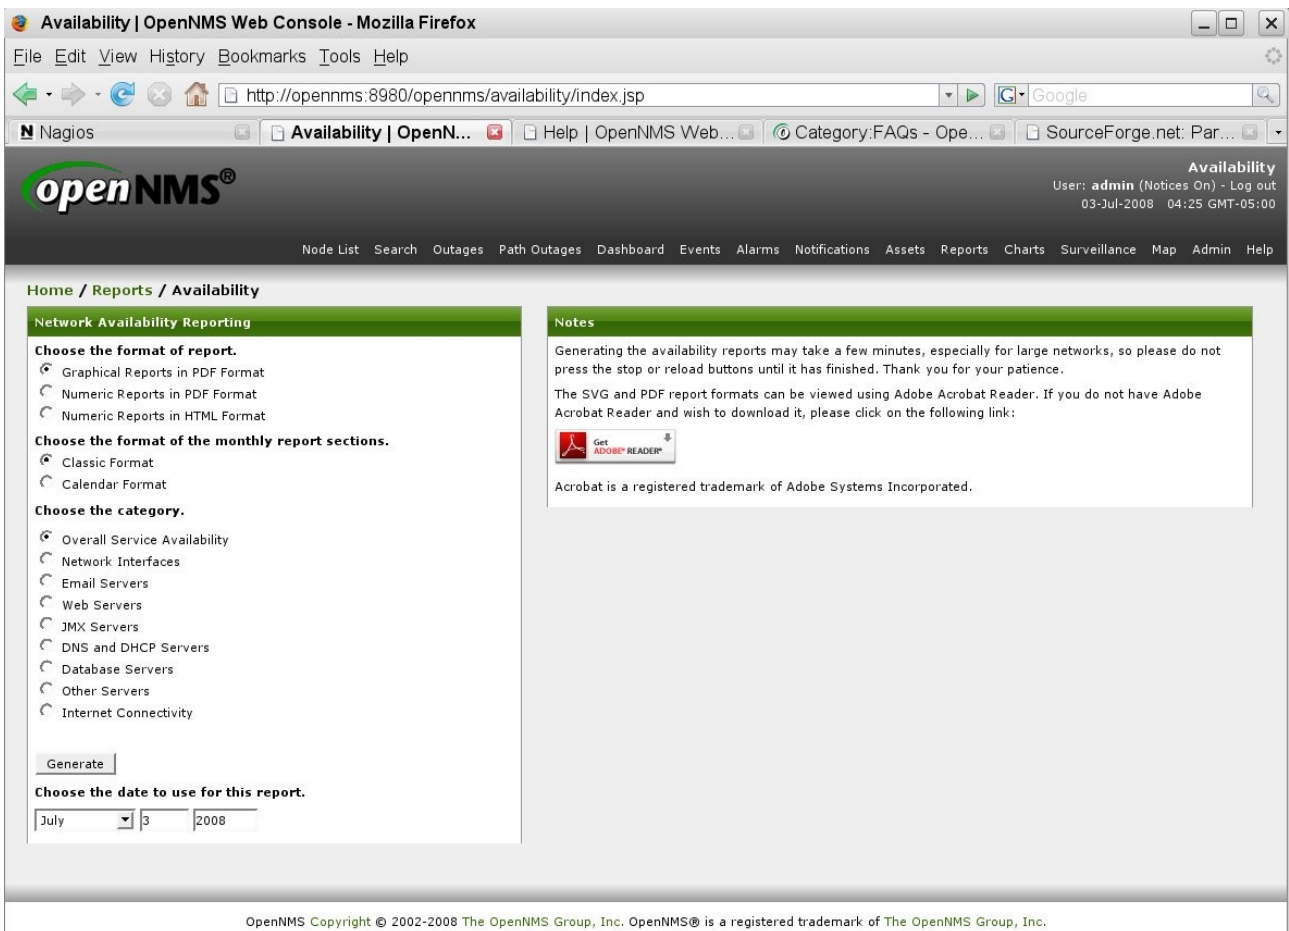 Availability | OpenNMS Web Console - Mozilla Firefox
File Edit View History Bookmarks Tools Help
http://opennms:8980/opennms/availability/index.jsp
G Google
N Nagios
Availability | OpenN...
Help | OpenNMS Web...
Category:FAQs - Ope...
SourceForge.net: Par...
openNMS®
Availability
User: admin (Notices On) - Log out
03-Jul-2008 04:25 GMT-05:00
Node List Search Outages Path Outages Dashboard Events Alarms Notifications Assets Reports Charts Surveillance Map Admin Help
Home / Reports / Availability
Network Availability Reporting
Choose the format of report.
Graphical Reports in PDF Format
Numeric Reports in PDF Format
Numeric Reports in HTML Format
Choose the format of the monthly report sections.
Classic Format
Calendar Format
Choose the category.
Overall Service Availability
Network Interfaces
Email Servers
Web Servers
JMX Servers
DNS and DHCP Servers
Database Servers
Other Servers
Internet Connectivity
Generate
Choose the date to use for this report.
July 3 2008
Notes
Generating the availability reports may take a few minutes, especially for large networks, so please do not
press the stop or reload buttons until it has finished. Thank you for your patience.
The SVG and PDF report formats can be viewed using Adobe Acrobat Reader. If you do not have Adobe
Acrobat Reader and wish to download it, please click on the following link:
Get
ADOBE® READER®
Acrobat is a registered trademark of Adobe Systems Incorporated.
OpenNMS Copyright © 2002-2008 The OpenNMS Group, Inc. OpenNMS® is a registered trademark of The OpenNMS Group, Inc.